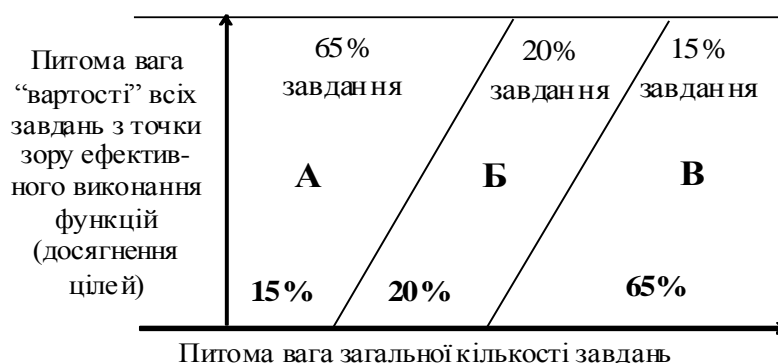 Питома вага
“вартості” всіх
завдань з точки
зору ефектив-
ного виконання
функцій
(досягнення
цілей)
65%
завдання
20%
завдання
15%
завдання
А
Б
В
15%
20%
65%
Питома вага загальної кількості завдань